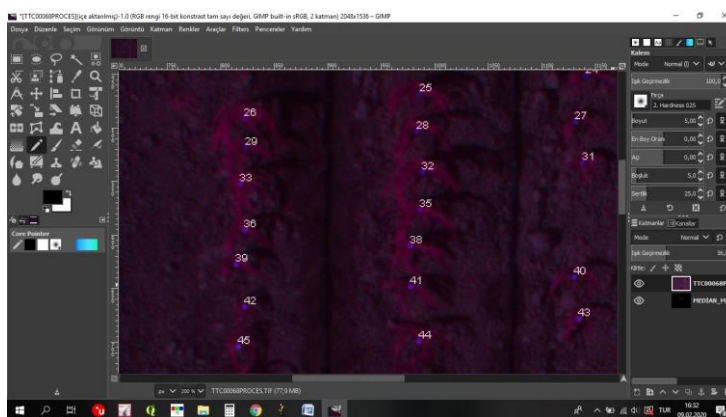 *[TTC00068PROCES](içe aktarılmış)-1.0 (RGB rengi 16-bit konstrast tam sayı değeri, GIMP built-in sRGB, 2 katman) 2048x1536 – GIMP
Dosya Düzenle Seçim Görünüm Görüntü Katman Renkler Araçlar Filters Pencereler Yardım
25
26
27
28
29
31
32
33
35
36
38
39
40
41
42
43
44
45
px 200 % TTC00068PROCES.TIF (77,9 MB)
Core Pointer
Kalem
Mode Normal
Işık Geçirmezlik 100,0
Fırça
2. Hardness 025
Boyut 5,00
En Boy Oranı 0,00
Açı 0,00
Boşluk 5,0
Sertlik 25,0
Katmanlar Kanallar
Mode Normal
Işık Geçirmezlik
Kilitle:
TTC00068P
MEDİAN_M
TUR
16:32
09.02.2020